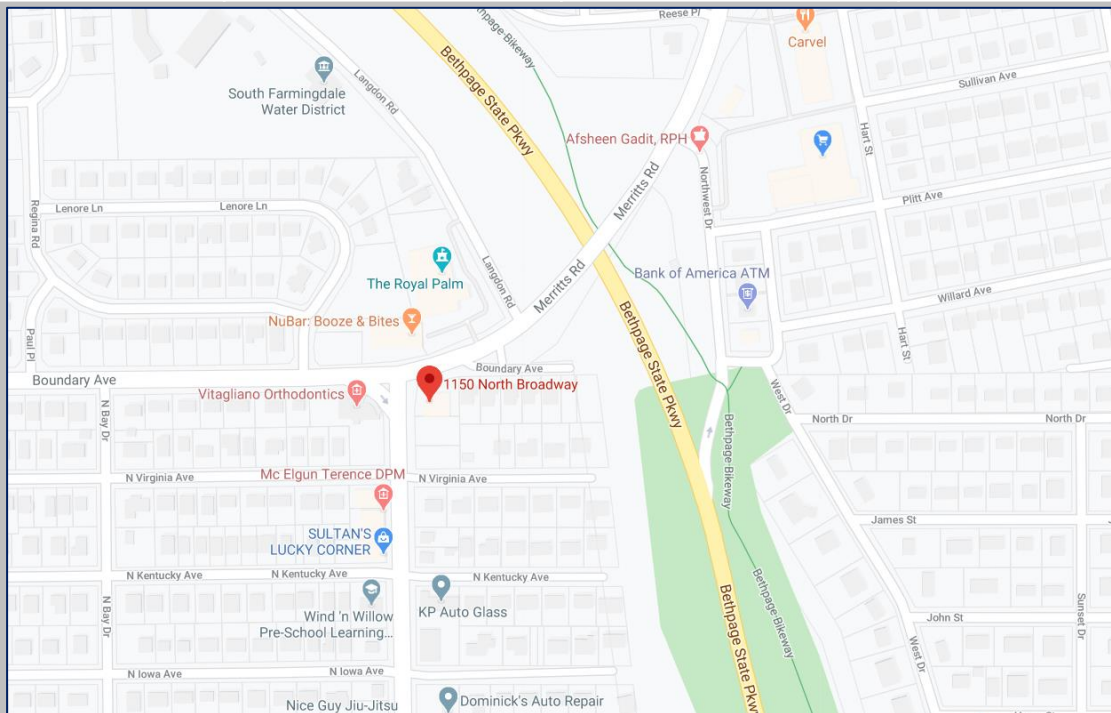 Reese Pl
Bethpage Bikeway
Carvel
Bethpage State Pkwy
Sullivan Ave
Langdon Rd
South Farmingdale
Water District
Hart St
Afsheen Gadit, RPH
Merritts Rd
Northwest Dr
Plitt Ave
Lenore Ln
Lenore Ln
Regina Rd
Langdon Rd
The Royal Palm
Merritts Rd
Bank of America ATM
Willard Ave
NuBar: Booze & Bites
Bethpage State Pkwy
Hart St
Paul Pl
Boundary Ave
Boundary Ave
1150 North Broadway
Vitagliano Orthodontics
West Dr
N Bay Dr
North Dr
North Dr
Bethpage Bikeway
Mc Elgun Terence DPM
N Virginia Ave
N Virginia Ave
James St
SULTAN'S
LUCKY CORNER
N Kentucky Ave
N Kentucky Ave
N Kentucky Ave
KP Auto Glass
Wind 'n Willow
Pre-School Learning...
N Bay Dr
Bethpage State Pkwy
Bethpage Bikeway
John St
Sunset Dr
West Dr
N Iowa Ave
N Iowa Ave
Nice Guy Jiu-Jitsu
Dominick's Auto Repair